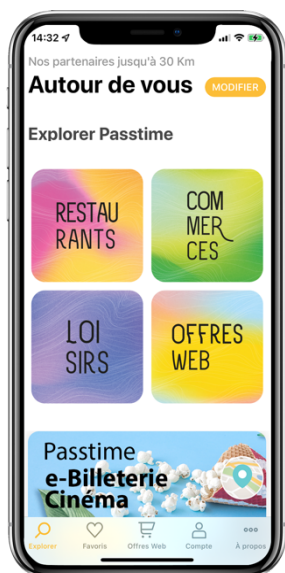 14:32
Nos partenaires jusqu'à 30 Km
Autour de vous
MODIFIER
Explorer Passtime
RESTAU
RANTS
COM
MER
CES
LOI
SIRS
OFFRES
WEB
Passtime
e-Billeterie
Cinéma
Explorer
Favoris
Offres Web
Compte
À propos